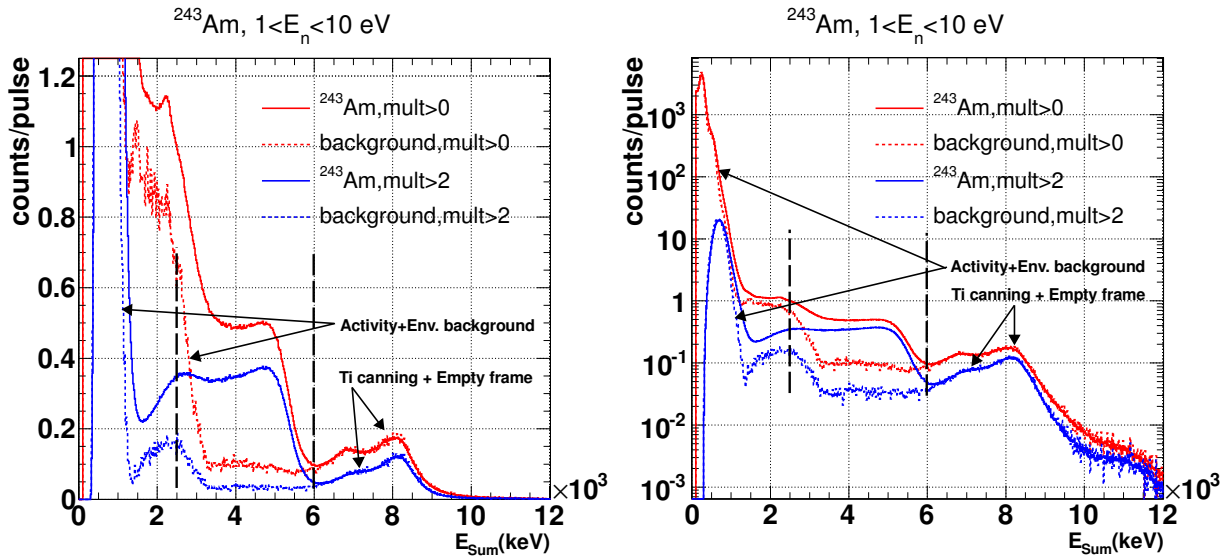 ²⁴³Am, 1<Eₙ<10 eV
counts/pulse
1.2
1
0.8
0.6
0.4
0.2
0
²⁴³Am,mult>0
background,mult>0
²⁴³Am,mult>2
background,mult>2
Activity+Env. background
Ti canning + Empty frame
0 2 4 6 8 10 12
×10³
E_Sum(keV)
²⁴³Am, 1<Eₙ<10 eV
counts/pulse
10³
10²
10
1
10⁻¹
10⁻²
10⁻³
²⁴³Am,mult>0
background,mult>0
²⁴³Am,mult>2
background,mult>2
Activity+Env. background
Ti canning + Empty frame
0 2 4 6 8 10 12
×10³
E_Sum(keV)